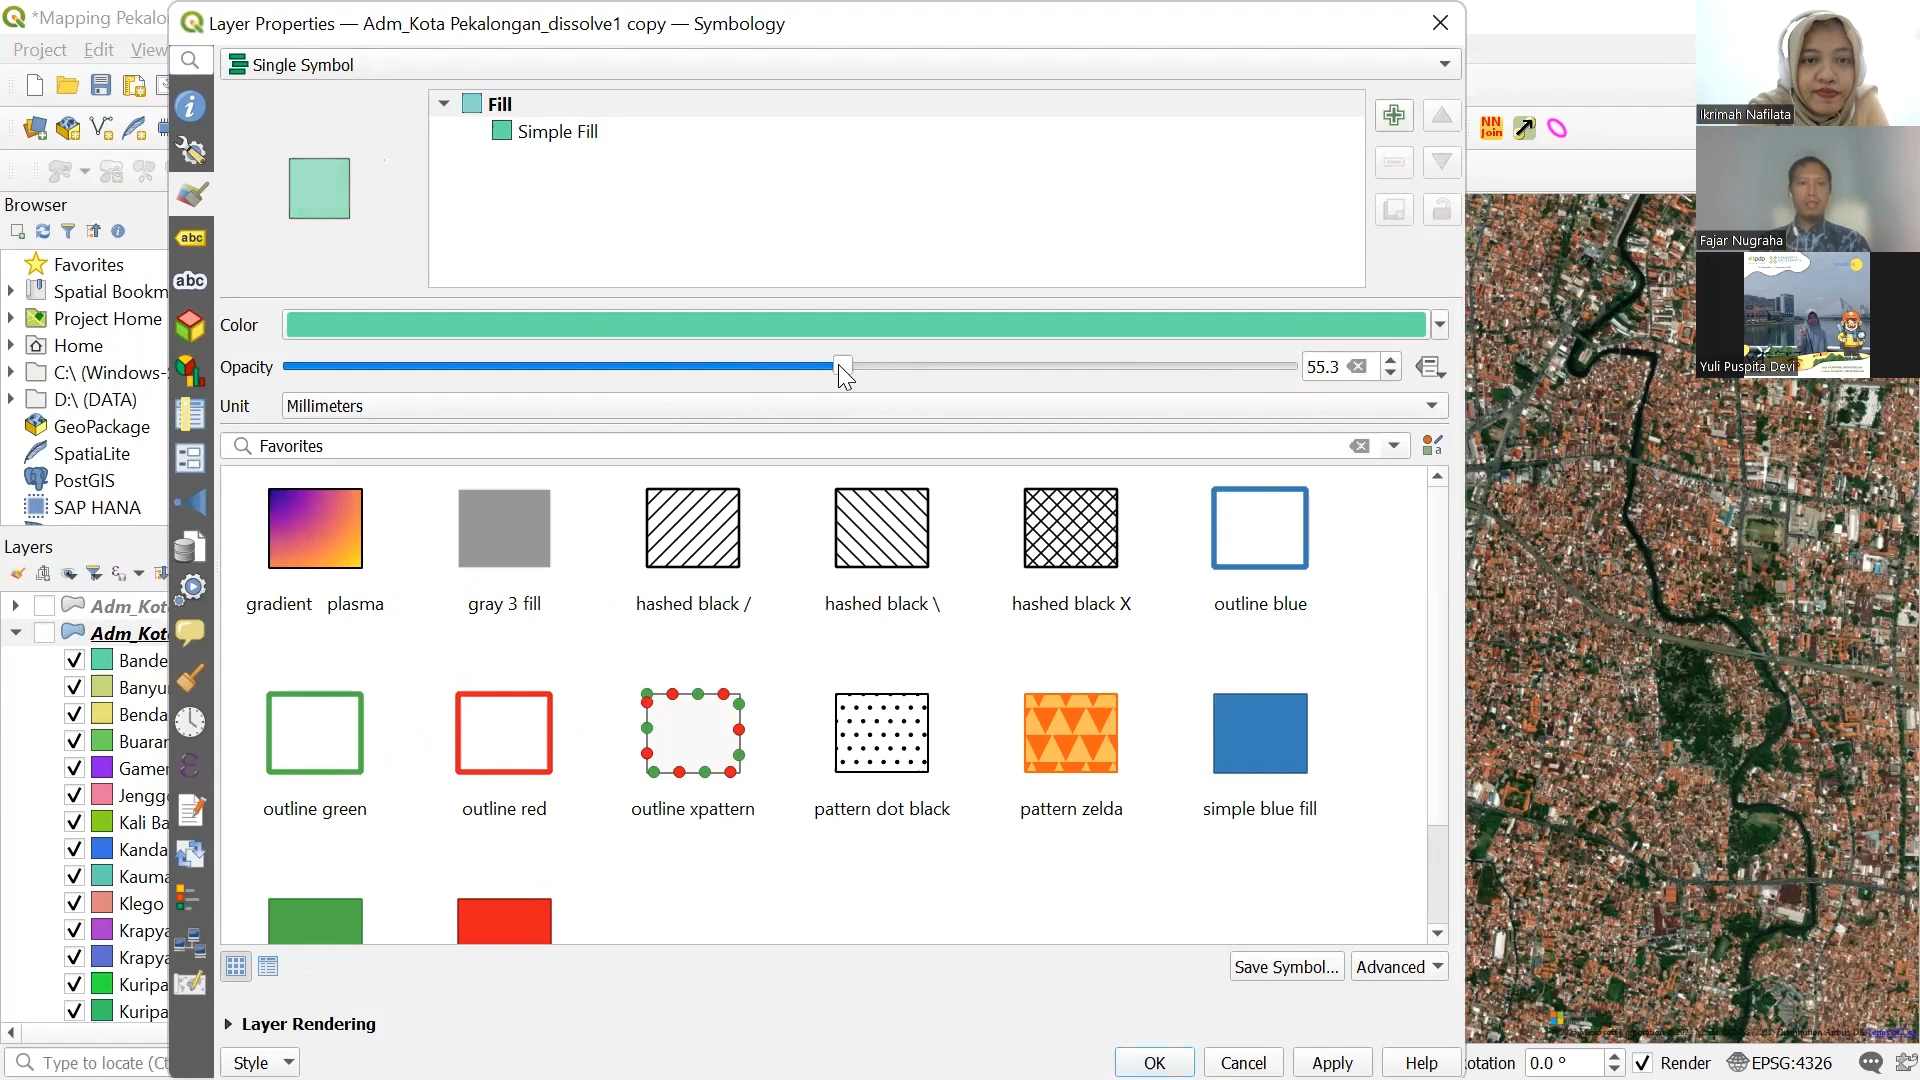 *Mapping Pekalo
Layer Properties — Adm_Kota Pekalongan_dissolve1 copy — Symbology
Project Edit View
Single Symbol
Fill
Simple Fill
NN
Join
Ikrimah Nafilata
Fajar Nugraha
Yuli Puspita Devi
Browser
Favorites
Spatial Bookm
Project Home
Home
C:\ (Windows-
D:\ (DATA)
GeoPackage
SpatiaLite
PostGIS
SAP HANA
abc
abc
Color
Opacity
55.3
Unit
Millimeters
Favorites
gradient plasma
gray 3 fill
hashed black /
hashed black \
hashed black X
outline blue
outline green
outline red
outline xpattern
pattern dot black
pattern zelda
simple blue fill
Layers
Adm_Kot
Adm_Kot
Bande
Banyu
Benda
Buaran
Gamer
Jengg
Kali Ba
Kanda
Kauma
Klego
Krapya
Krapya
Kuripa
Kuripa
Save Symbol...
Advanced
Layer Rendering
Style
OK
Cancel
Apply
Help
Type to locate (Ct
otation
0.0 °
Render
EPSG:4326